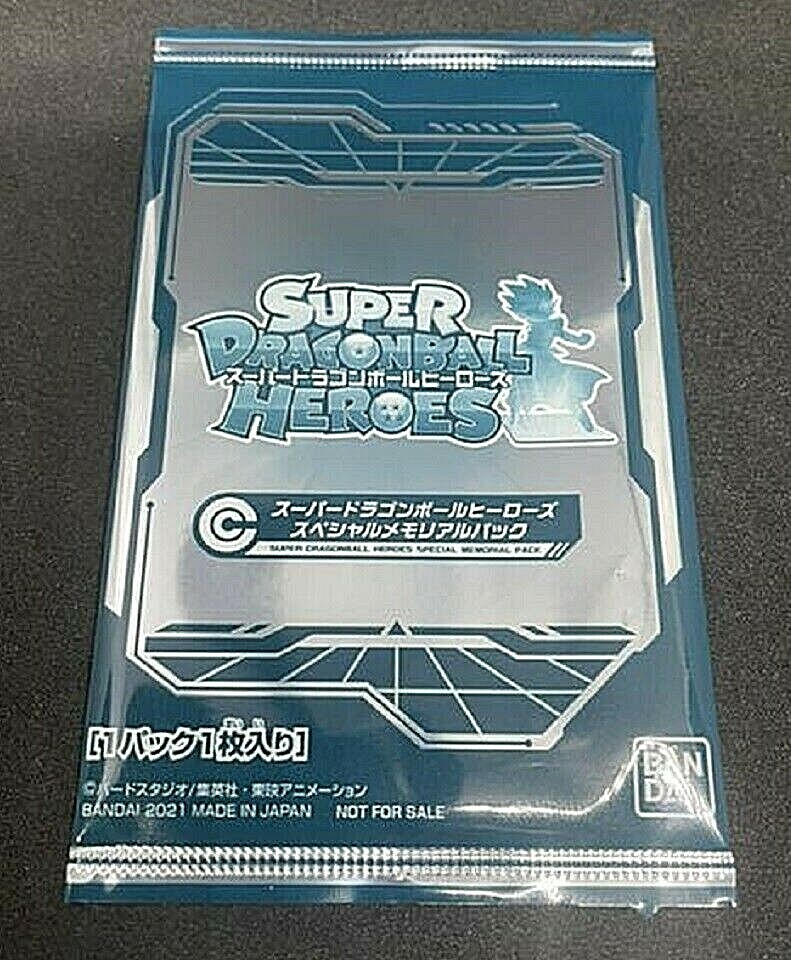 SUPER
DRAGONBALL
スーパードラゴンボールヒーローズ
HEROES
C スーパードラゴンボールヒーローズ
スペシャルメモリアルパック
SUPER DRAGONBALL HEROES SPECIAL MEMORIAL PACK
[1パック1枚入り]
©バードスタジオ/集英社・東映アニメーション
BANDAI 2021 MADE IN JAPAN NOT FOR SALE
BAN
DAI